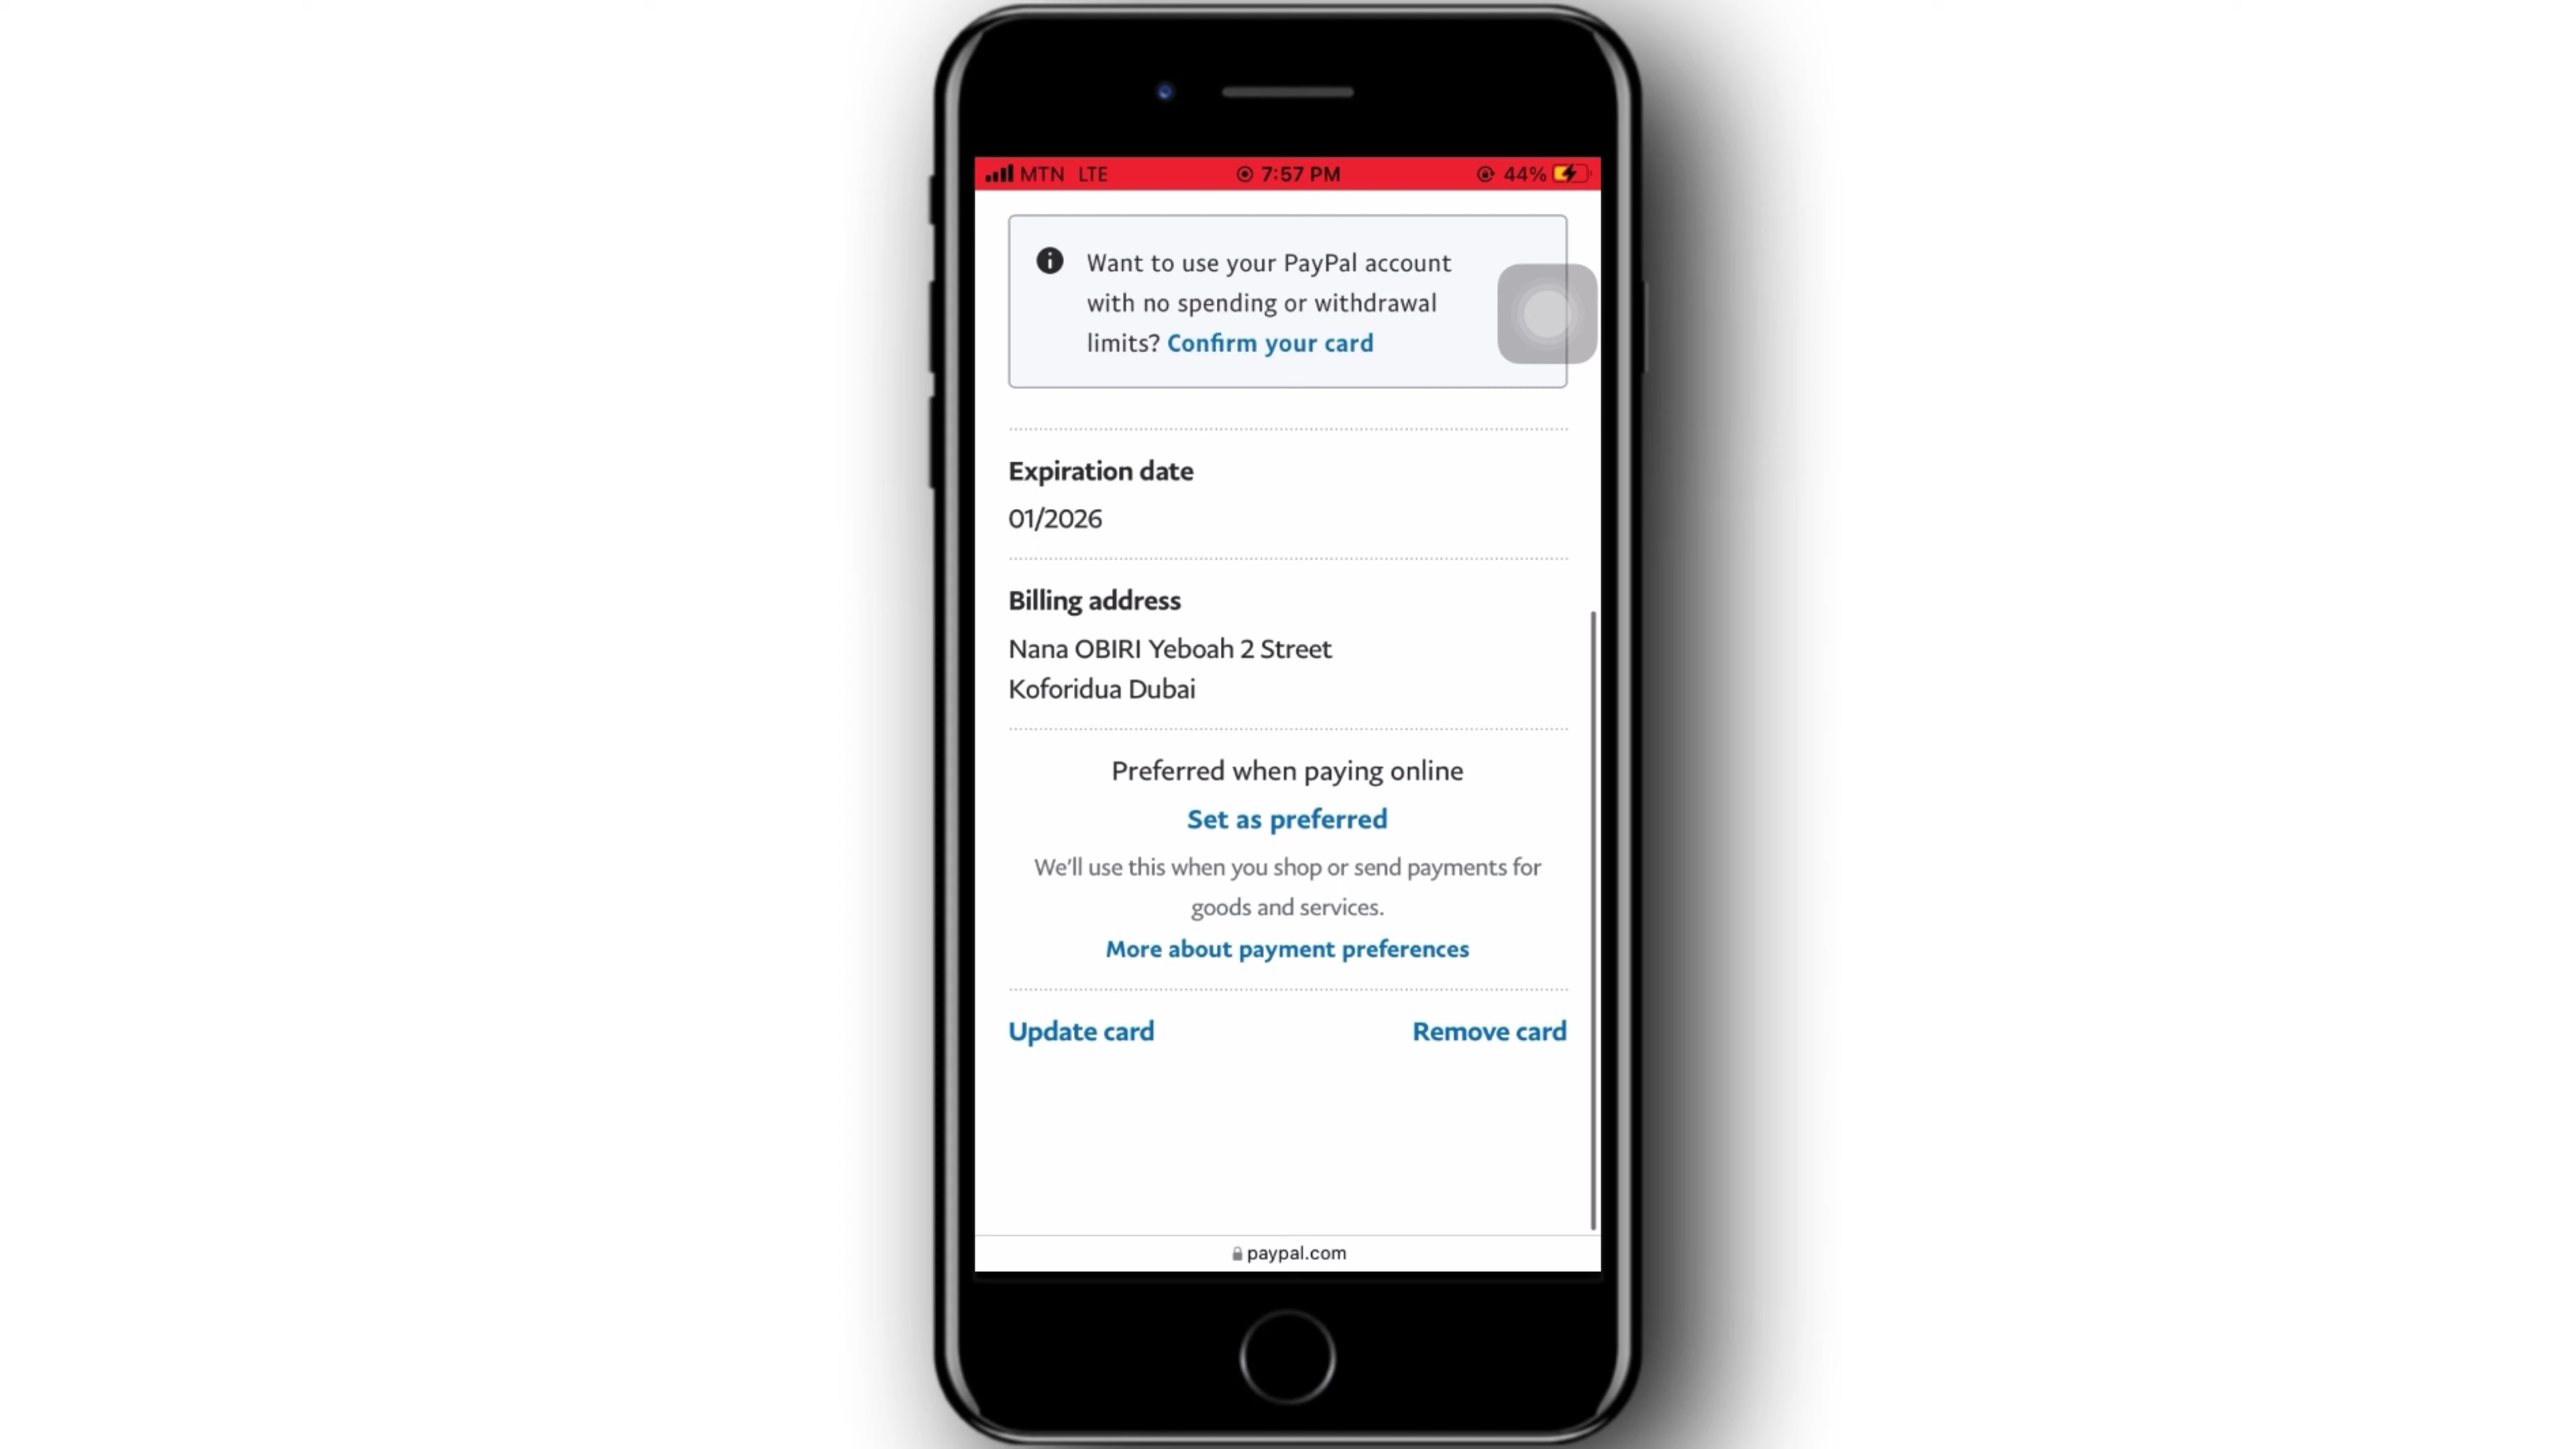 MTN LTE 7:57 PM 44%
Want to use your PayPal account
with no spending or withdrawal
limits? Confirm your card
Expiration date
01/2026
Billing address
Nana OBIRI Yeboah 2 Street
Koforidua Dubai
Preferred when paying online
Set as preferred
We'll use this when you shop or send payments for
goods and services.
More about payment preferences
Update card Remove card
paypal.com